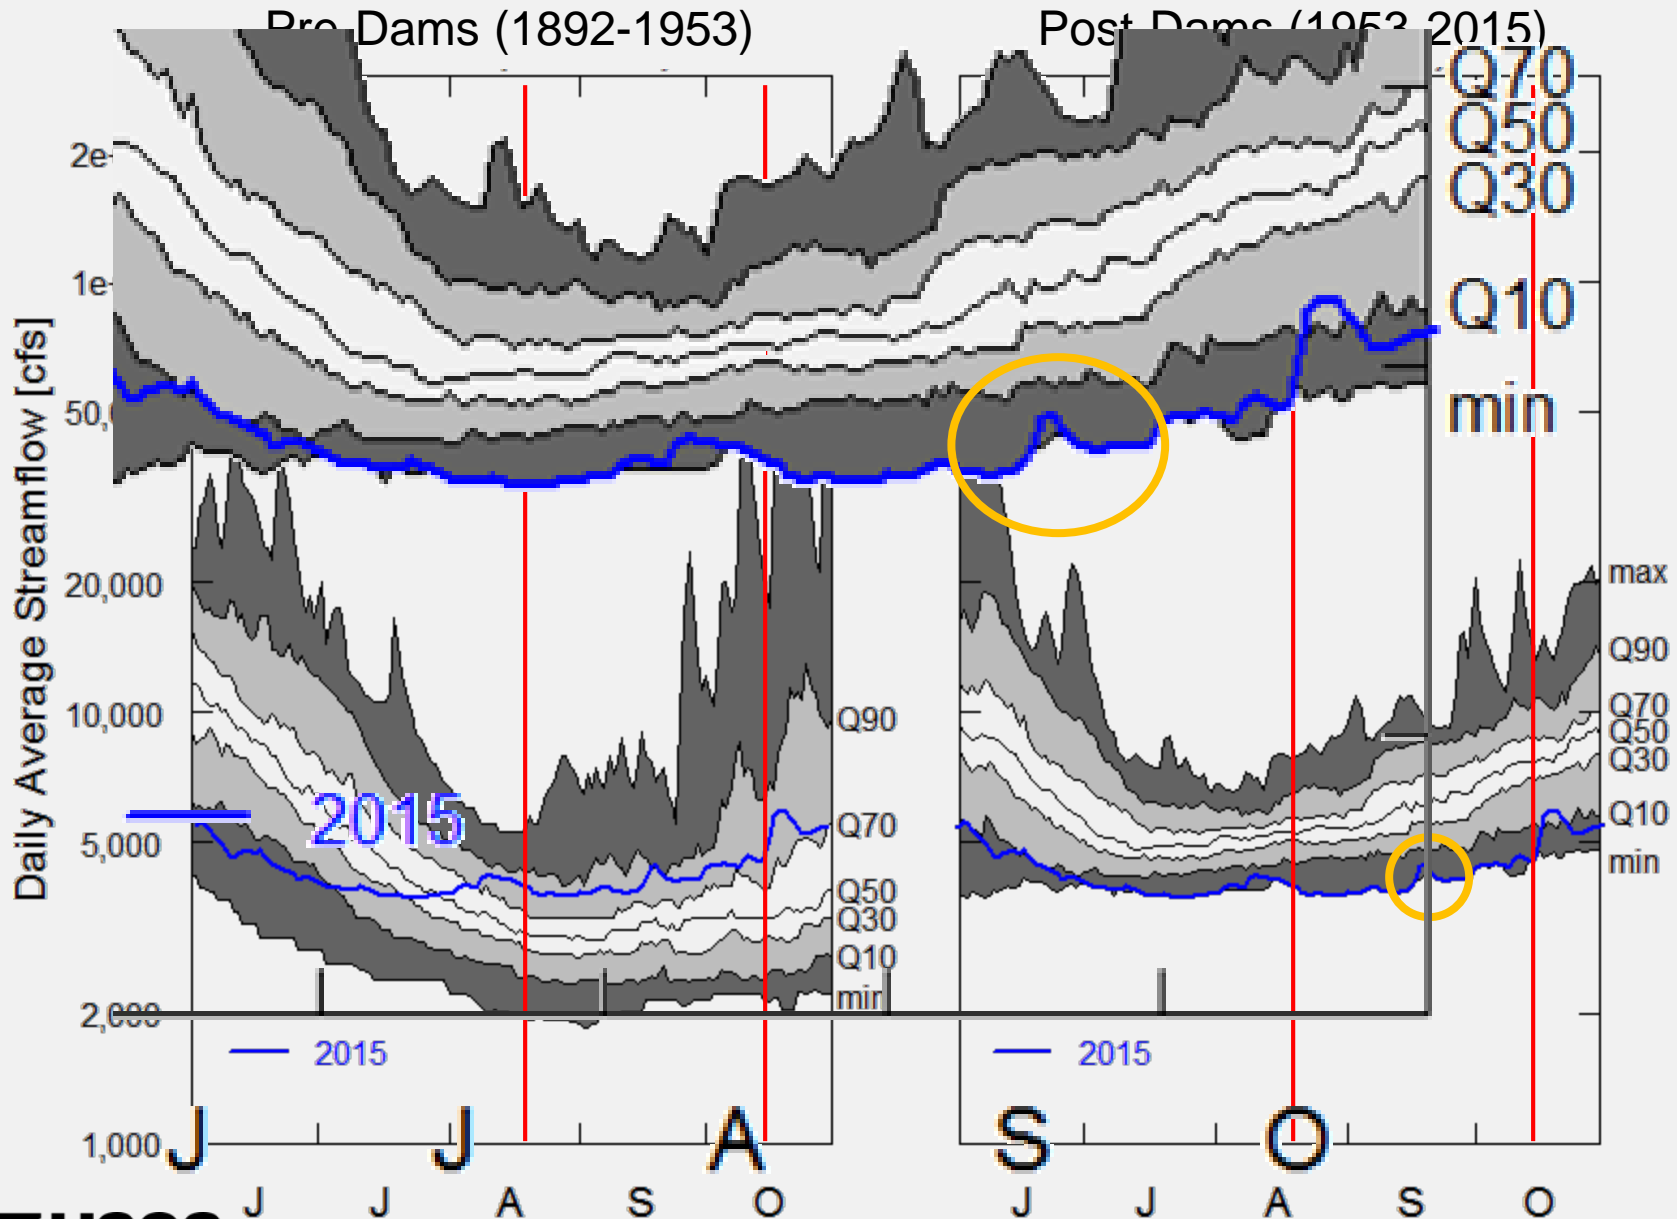 Pre-Dams (1892-1953)
Post-Dams (1953-2015)
Q70
Q50
Q30
Q10
min
2e
1e
50,0
20,000
10,000
5,000
2,000
1,000
Daily Average Streamflow [cfs]
2015
Q90
Q70
Q50
Q30
Q10
min
max
Q90
Q70
Q50
Q30
Q10
min
2015
2015
J J A S O
J J A S O J J A S O